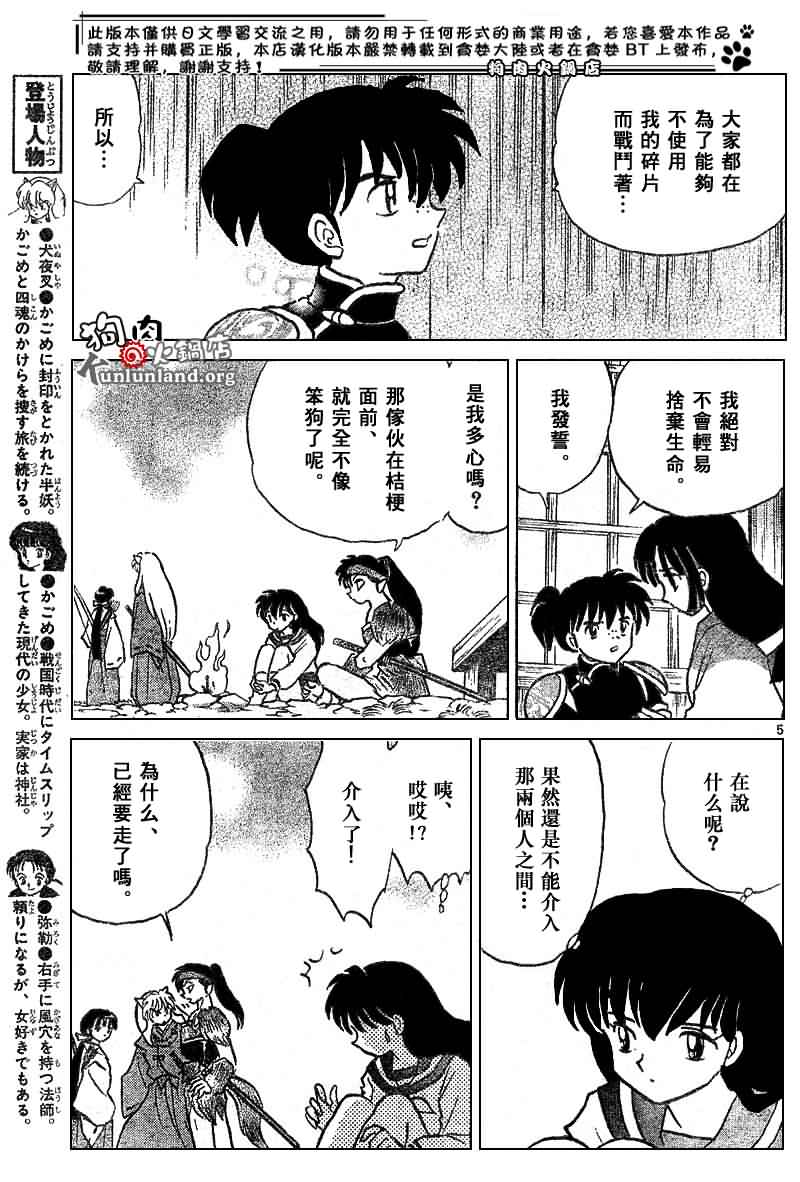 此版本僅供日文學習交流之用，請勿用于任何形式的商業用途，若您喜愛本作品
請支持并購買正版，本店漢化版本嚴禁轉載到貪婪大陸或者在貪婪BT上發布，
敬請理解，謝謝支持！
狗肉火鍋店
登場人物
とうじょうじんぶつ
●犬夜叉●かごめに封印をとかれた半妖。
かごめと四魂のかけらを捜す旅を続ける。
●かごめ●戦国時代にタイムスリップ
してきた現代の少女。実家は神社。
●弥勒●右手に風穴を持つ法師。
頼りになるが、女好きでもある。
大家都在
為了能夠
不使用
我的碎片
而戰鬥著…
所以…
狗肉火鍋店
Kunlunland.org
我絕對
不會輕易
捨棄生命。
我發誓。
是我多心嗎？
那傢伙在桔梗
面前、
就完全不像
笨狗了呢。
5
在說
什么呢？
果然還是不能介入
那兩個人之間…
咦、
哎哎!?
介入了！
為什么、
已經要走了嗎。